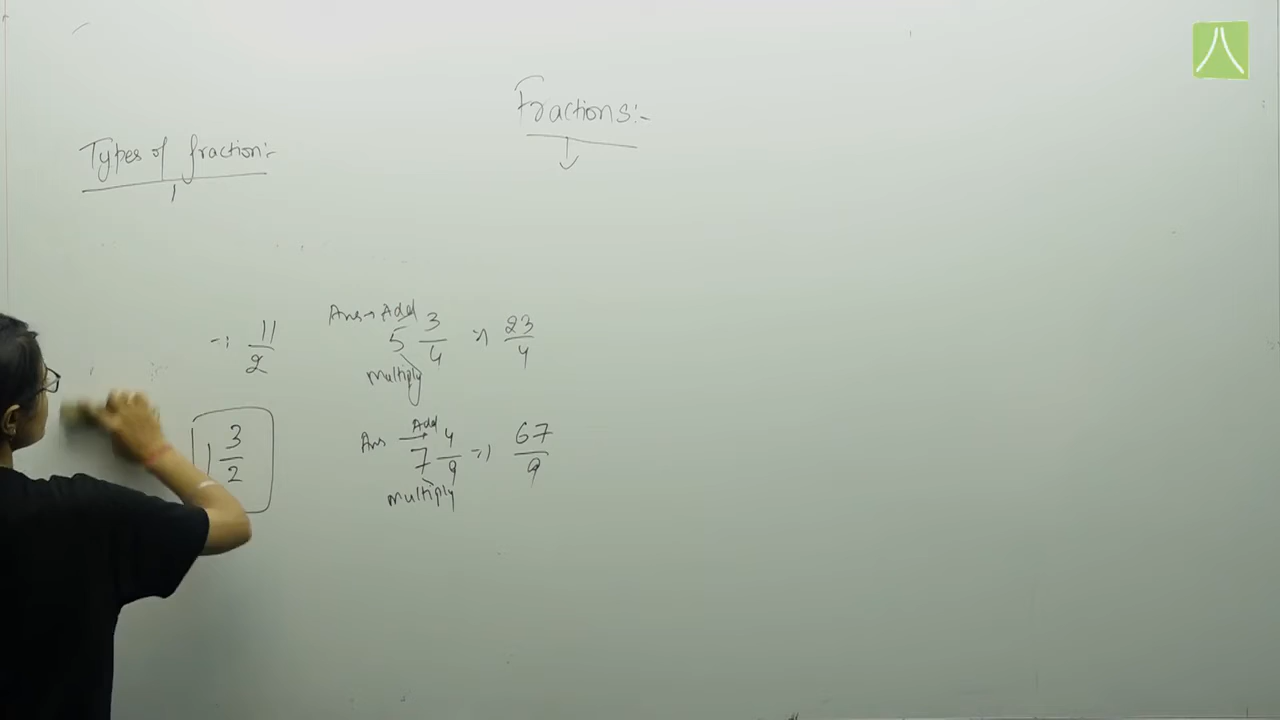 Fractions:-
Types of fraction:-
11/2
Ans → Add
5 3/4 ⇒ 23/4
multiply
1 3/2
Ans → Add
7 4/9 ⇒ 67/9
multiply